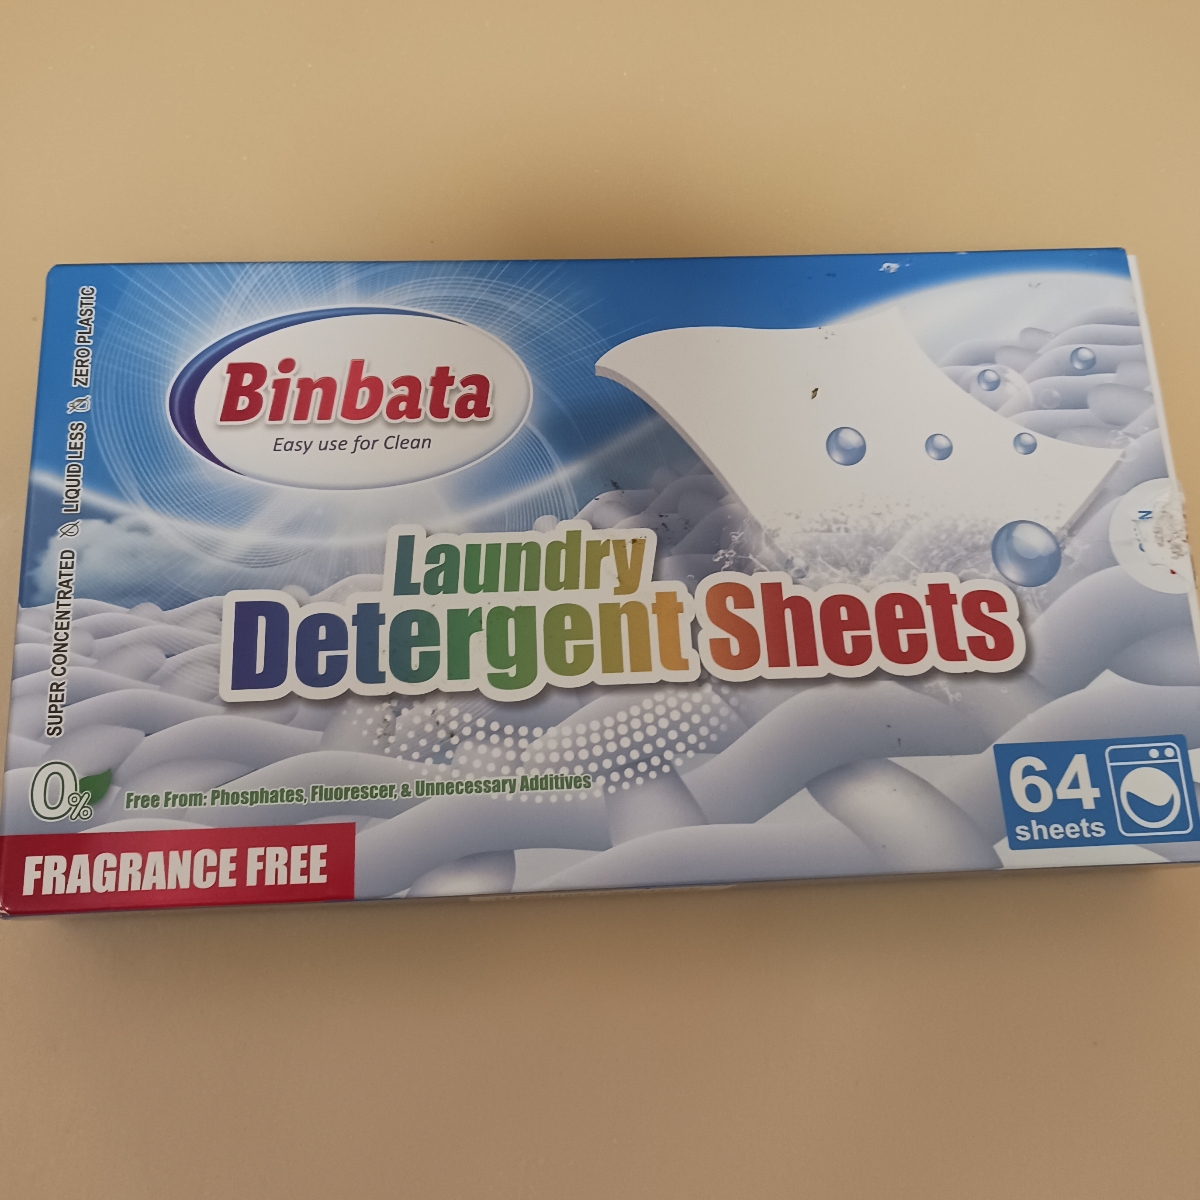 Binbata
Easy use for Clean
SUPER CONCENTRATED LIQUID LESS ZERO PLASTIC
Laundry
Detergent Sheets
0%
Free From: Phosphates, Fluorescer, & Unnecessary Additives
FRAGRANCE FREE
64
sheets